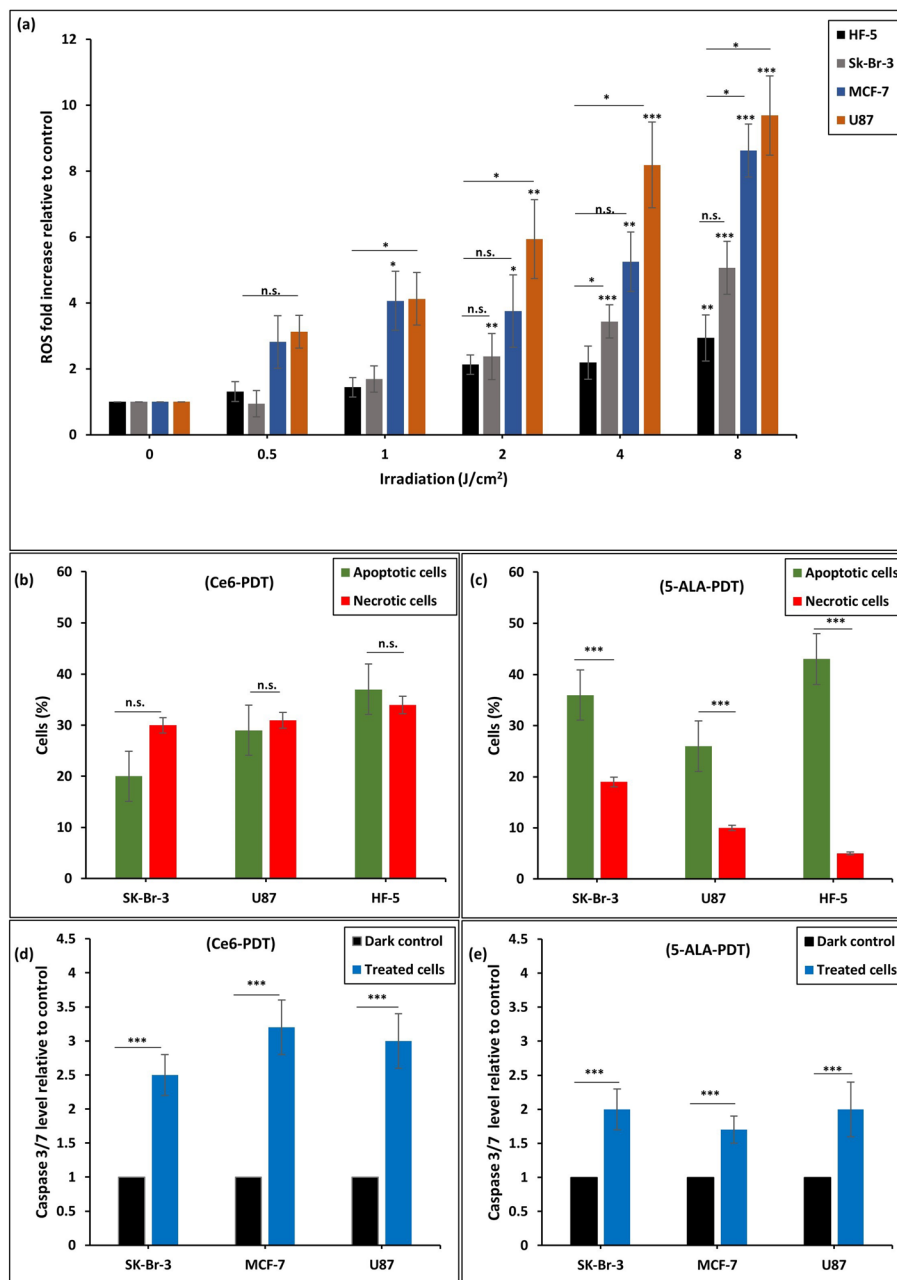 (a)
12
10
8
6
4
2
0
ROS fold increase relative to control
HF-5
Sk-Br-3
MCF-7
U87
n.s.
*
*
*
n.s.
*
n.s.
**
**
*
*
n.s.
**
*
***
***
*
*
***
***
n.s.
***
**
0 0.5 1 2 4 8
Irradiation (J/cm²)
(b)
(Ce6-PDT)
Apoptotic cells
Necrotic cells
60
50
40
30
20
10
0
Cells (%)
n.s.
n.s.
n.s.
SK-Br-3 U87 HF-5
(c)
(5-ALA-PDT)
Apoptotic cells
Necrotic cells
60
50
40
30
20
10
0
Cells (%)
***
***
***
SK-Br-3 U87 HF-5
(d)
(Ce6-PDT)
Dark control
Treated cells
4.5
4
3.5
3
2.5
2
1.5
1
0.5
0
Caspase 3/7 level relative to control
***
***
***
SK-Br-3 MCF-7 U87
(e)
(5-ALA-PDT)
Dark control
Treated cells
4.5
4
3.5
3
2.5
2
1.5
1
0.5
0
Caspase 3/7 level relative to control
***
***
***
SK-Br-3 MCF-7 U87